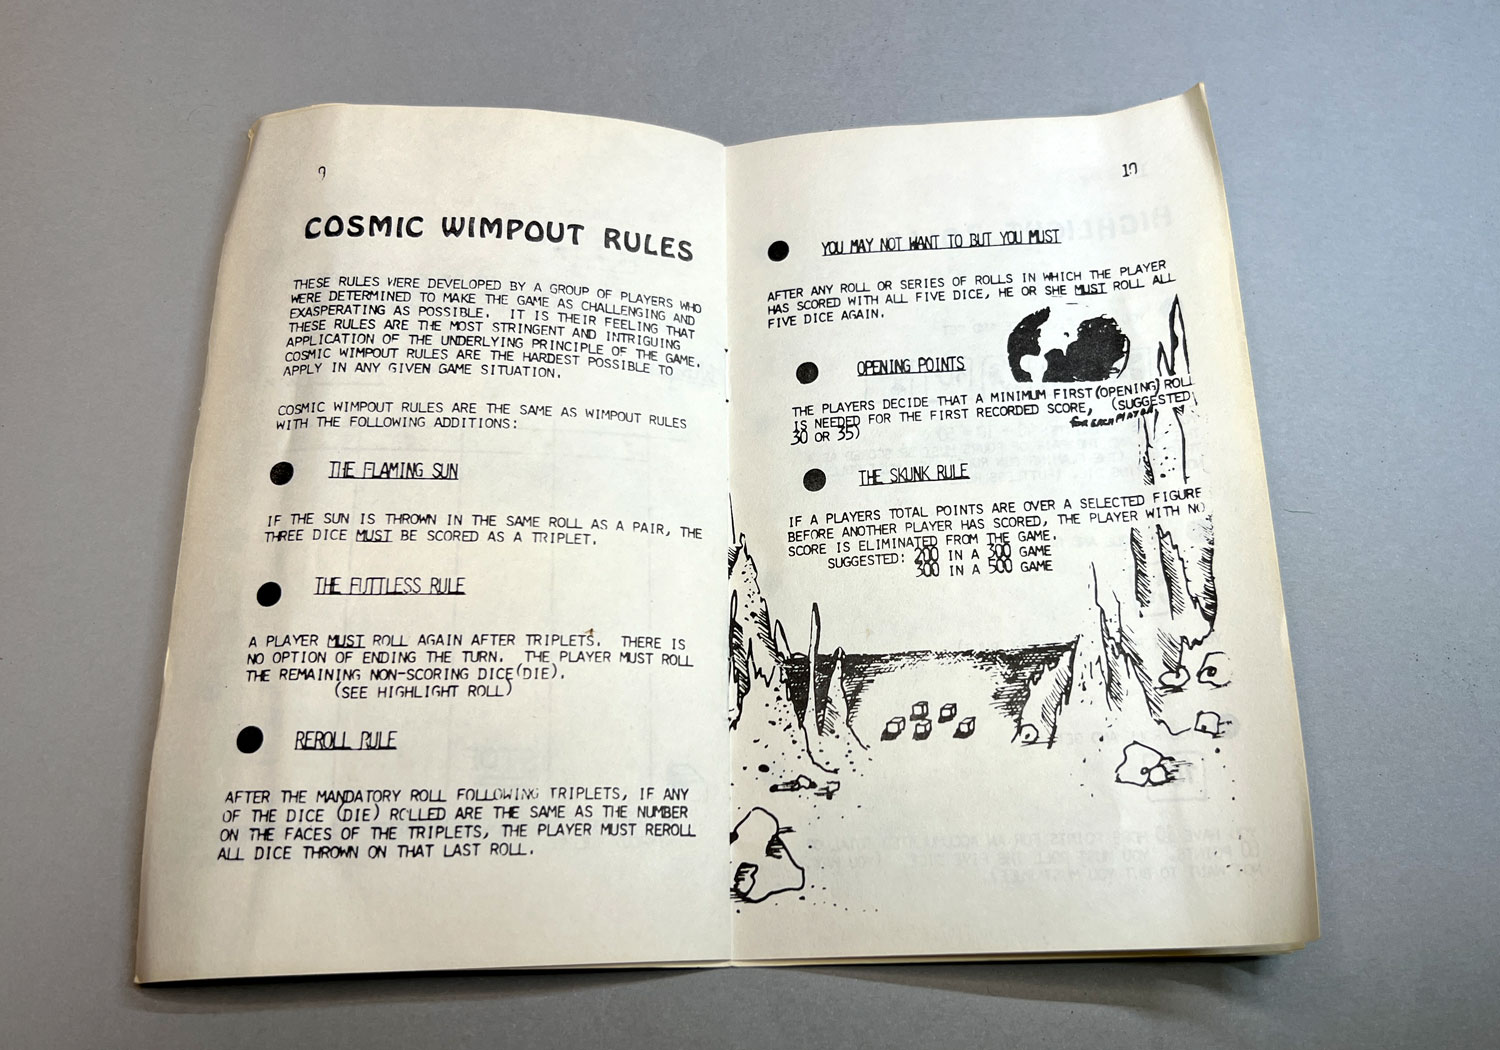 9
COSMIC WIMPOUT RULES
THESE RULES WERE DEVELOPED BY A GROUP OF PLAYERS WHO
WERE DETERMINED TO MAKE THE GAME AS CHALLENGING AND
EXASPERATING AS POSSIBLE. IT IS THEIR FEELING THAT
THESE RULES ARE THE MOST STRINGENT AND INTRIGUING
APPLICATION OF THE UNDERLYING PRINCIPLE OF THE GAME.
COSMIC WIMPOUT RULES ARE THE HARDEST POSSIBLE TO
APPLY IN ANY GIVEN GAME SITUATION.
COSMIC WIMPOUT RULES ARE THE SAME AS WIMPOUT RULES
WITH THE FOLLOWING ADDITIONS:
THE FLAMING SUN
IF THE SUN IS THROWN IN THE SAME ROLL AS A PAIR, THE
THREE DICE MUST BE SCORED AS A TRIPLET.
THE FUTTLESS RULE
A PLAYER MUST ROLL AGAIN AFTER TRIPLETS. THERE IS
NO OPTION OF ENDING THE TURN. THE PLAYER MUST ROLL
THE REMAINING NON-SCORING DICE(DIE).
(SEE HIGHLIGHT ROLL)
REROLL RULE
AFTER THE MANDATORY ROLL FOLLOWING TRIPLETS, IF ANY
OF THE DICE (DIE) ROLLED ARE THE SAME AS THE NUMBER
ON THE FACES OF THE TRIPLETS, THE PLAYER MUST REROLL
ALL DICE THROWN ON THAT LAST ROLL.
10
YOU MAY NOT WANT TO BUT YOU MUST
AFTER ANY ROLL OR SERIES OF ROLLS IN WHICH THE PLAYER
HAS SCORED WITH ALL FIVE DICE, HE OR SHE MUST ROLL ALL
FIVE DICE AGAIN.
OPENING POINTS
THE PLAYERS DECIDE THAT A MINIMUM FIRST(OPENING) ROLL
IS NEEDED FOR THE FIRST RECORDED SCORE, (SUGGESTED
FOR EACH PLAYER
30 OR 35)
THE SKUNK RULE
IF A PLAYERS TOTAL POINTS ARE OVER A SELECTED FIGURE
BEFORE ANOTHER PLAYER HAS SCORED, THE PLAYER WITH NO
SCORE IS ELIMINATED FROM THE GAME.
SUGGESTED: 200 IN A 300 GAME
300 IN A 500 GAME